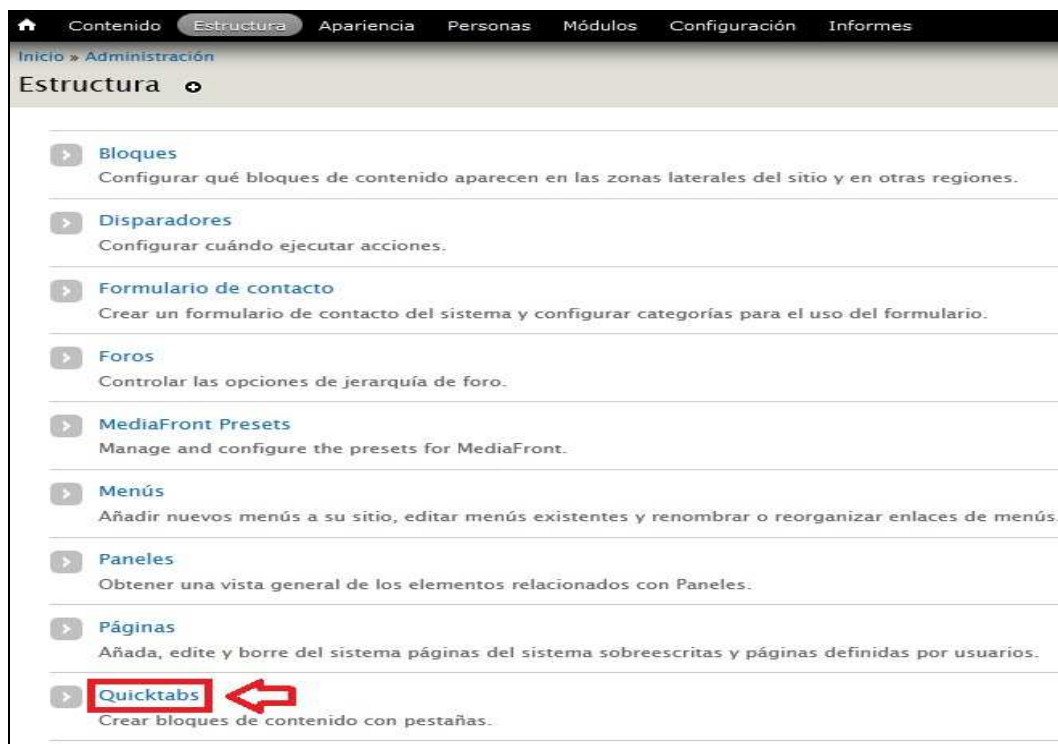 Contenido Estructura Apariencia Personas Módulos Configuración Informes
Inicio » Administración
Estructura
Bloques
Configurar qué bloques de contenido aparecen en las zonas laterales del sitio y en otras regiones.
Disparadores
Configurar cuándo ejecutar acciones.
Formulario de contacto
Crear un formulario de contacto del sistema y configurar categorías para el uso del formulario.
Foros
Controlar las opciones de jerarquía de foro.
MediaFront Presets
Manage and configure the presets for MediaFront.
Menús
Añadir nuevos menús a su sitio, editar menús existentes y renombrar o reorganizar enlaces de menús.
Paneles
Obtener una vista general de los elementos relacionados con Paneles.
Páginas
Añada, edite y borre del sistema páginas del sistema sobreescritas y páginas definidas por usuarios.
Quicktabs
Crear bloques de contenido con pestañas.